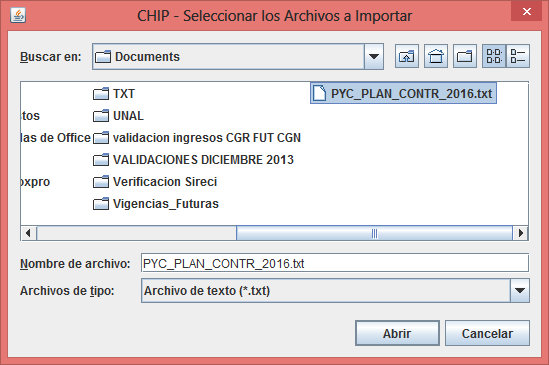 CHIP - Seleccionar los Archivos a Importar
Buscar en: Documents
TXT
PYC_PLAN_CONTR_2016.txt
stos
UNAL
das de Office
validacion ingresos CGR FUT CGN
VALIDACIONES DICIEMBRE 2013
oxpro
Verificacion Sireci
Vigencias_Futuras
Nombre de archivo: PYC_PLAN_CONTR_2016.txt
Archivos de tipo: Archivo de texto (*.txt)
Abrir
Cancelar